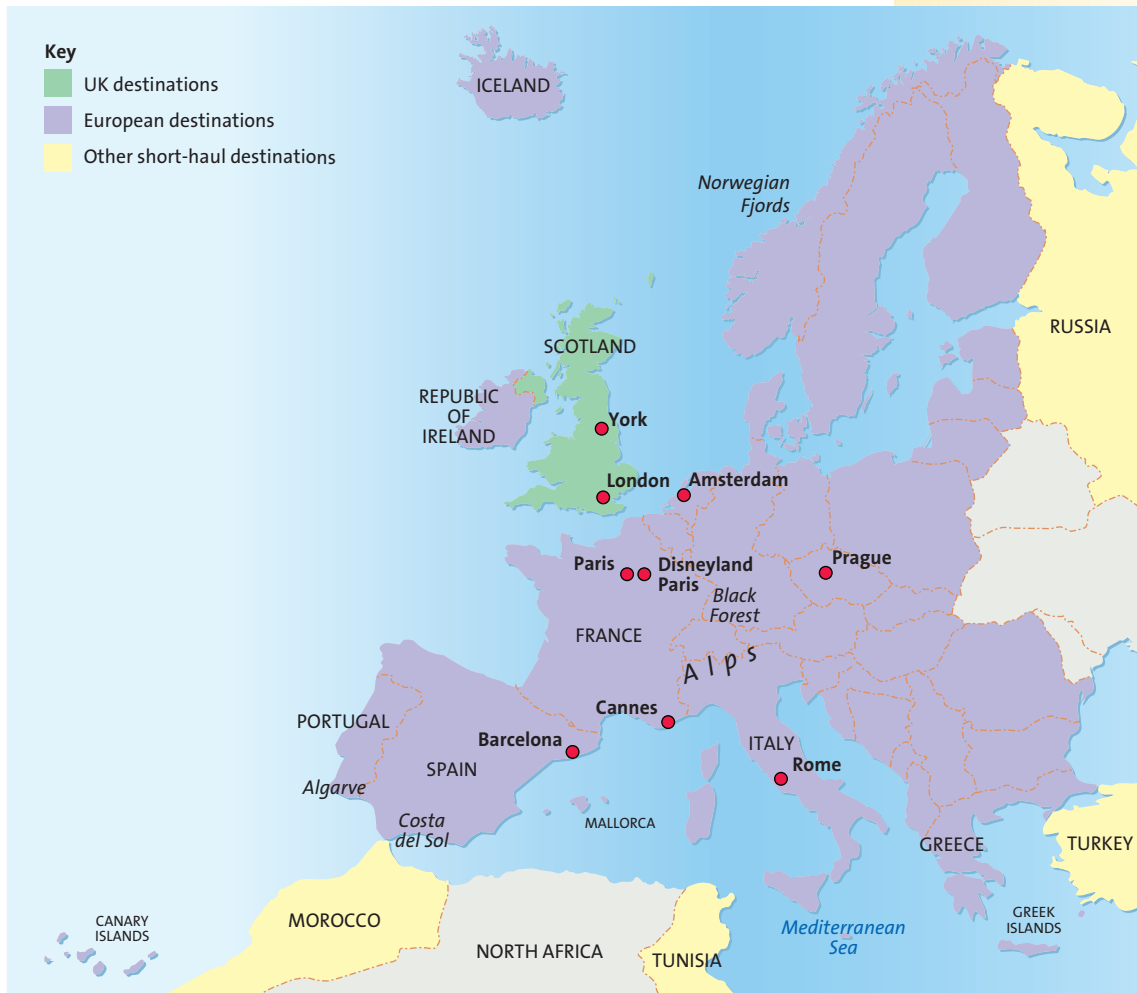 Key
UK destinations
European destinations
Other short-haul destinations
ICELAND
Norwegian
Fjords
RUSSIA
SCOTLAND
REPUBLIC
OF
IRELAND
York
London
Amsterdam
Paris
Disneyland
Paris
Prague
Black
Forest
FRANCE
Alps
Cannes
PORTUGAL
Barcelona
ITALY
Rome
SPAIN
Algarve
Costa
del Sol
MALLORCA
GREECE
TURKEY
CANARY
ISLANDS
MOROCCO
NORTH AFRICA
TUNISIA
Mediterranean
Sea
GREEK
ISLANDS